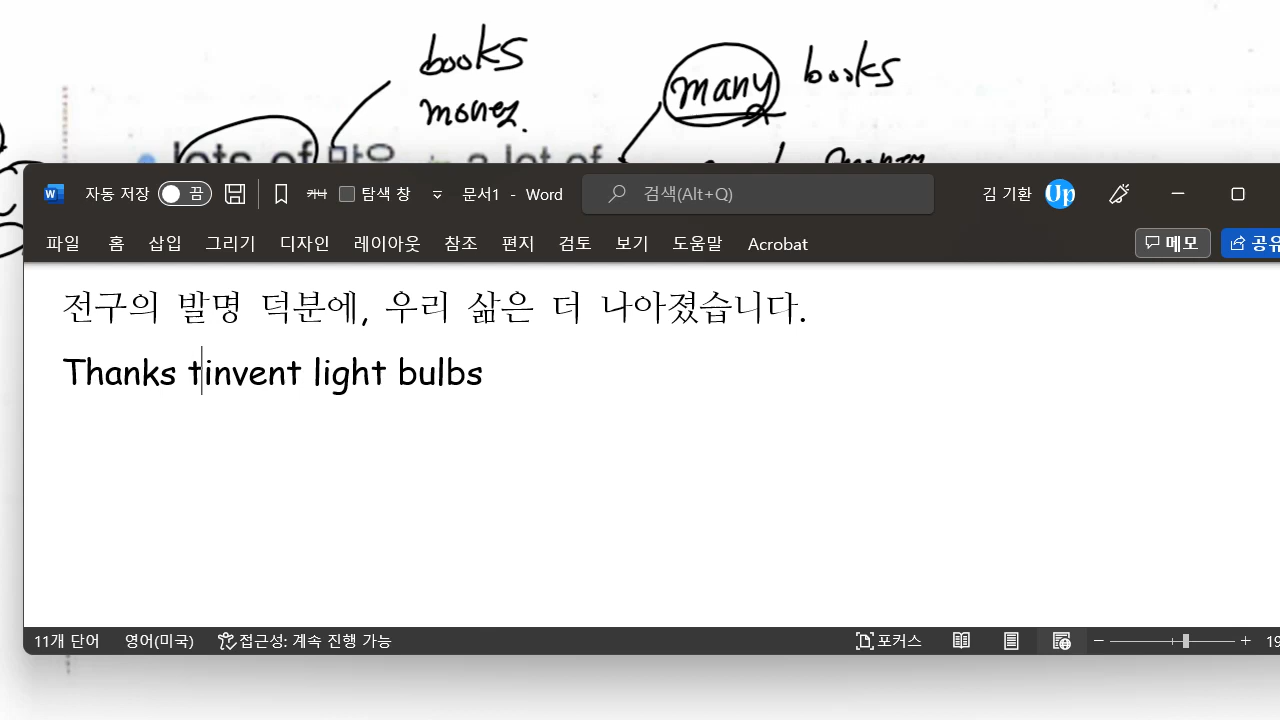 books
many books
money
lots of 많은 a lot of
money
자동 저장 끔 탐색 창 문서1 - Word 검색(Alt+Q) 김 기환 Up
파일 홈 삽입 그리기 디자인 레이아웃 참조 편지 검토 보기 도움말 Acrobat 메모 공유
전구의 발명 덕분에, 우리 삶은 더 나아졌습니다.
Thanks tinvent light bulbs
11개 단어 영어(미국) 접근성: 계속 진행 가능 포커스 19